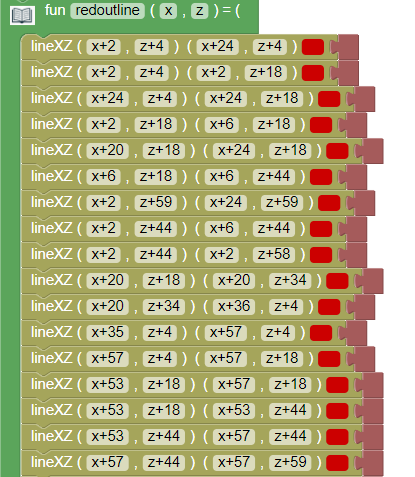 fun redoutline ( x , z ) = (
lineXZ ( x+2 , z+4 ) ( x+24 , z+4 )
lineXZ ( x+2 , z+4 ) ( x+2 , z+18 )
lineXZ ( x+24 , z+4 ) ( x+24 , z+18 )
lineXZ ( x+2 , z+18 ) ( x+6 , z+18 )
lineXZ ( x+20 , z+18 ) ( x+24 , z+18 )
lineXZ ( x+6 , z+18 ) ( x+6 , z+44 )
lineXZ ( x+2 , z+59 ) ( x+24 , z+59 )
lineXZ ( x+2 , z+44 ) ( x+6 , z+44 )
lineXZ ( x+2 , z+44 ) ( x+2 , z+58 )
lineXZ ( x+20 , z+18 ) ( x+20 , z+34 )
lineXZ ( x+20 , z+34 ) ( x+36 , z+4 )
lineXZ ( x+35 , z+4 ) ( x+57 , z+4 )
lineXZ ( x+57 , z+4 ) ( x+57 , z+18 )
lineXZ ( x+53 , z+18 ) ( x+57 , z+18 )
lineXZ ( x+53 , z+18 ) ( x+53 , z+44 )
lineXZ ( x+53 , z+44 ) ( x+57 , z+44 )
lineXZ ( x+57 , z+44 ) ( x+57 , z+59 )